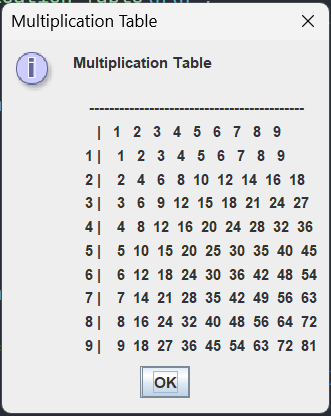 Multiplication Table
Multiplication Table
-------------------------------------------
| 1 2 3 4 5 6 7 8 9
1 | 1 2 3 4 5 6 7 8 9
2 | 2 4 6 8 10 12 14 16 18
3 | 3 6 9 12 15 18 21 24 27
4 | 4 8 12 16 20 24 28 32 36
5 | 5 10 15 20 25 30 35 40 45
6 | 6 12 18 24 30 36 42 48 54
7 | 7 14 21 28 35 42 49 56 63
8 | 8 16 24 32 40 48 56 64 72
9 | 9 18 27 36 45 54 63 72 81
OK